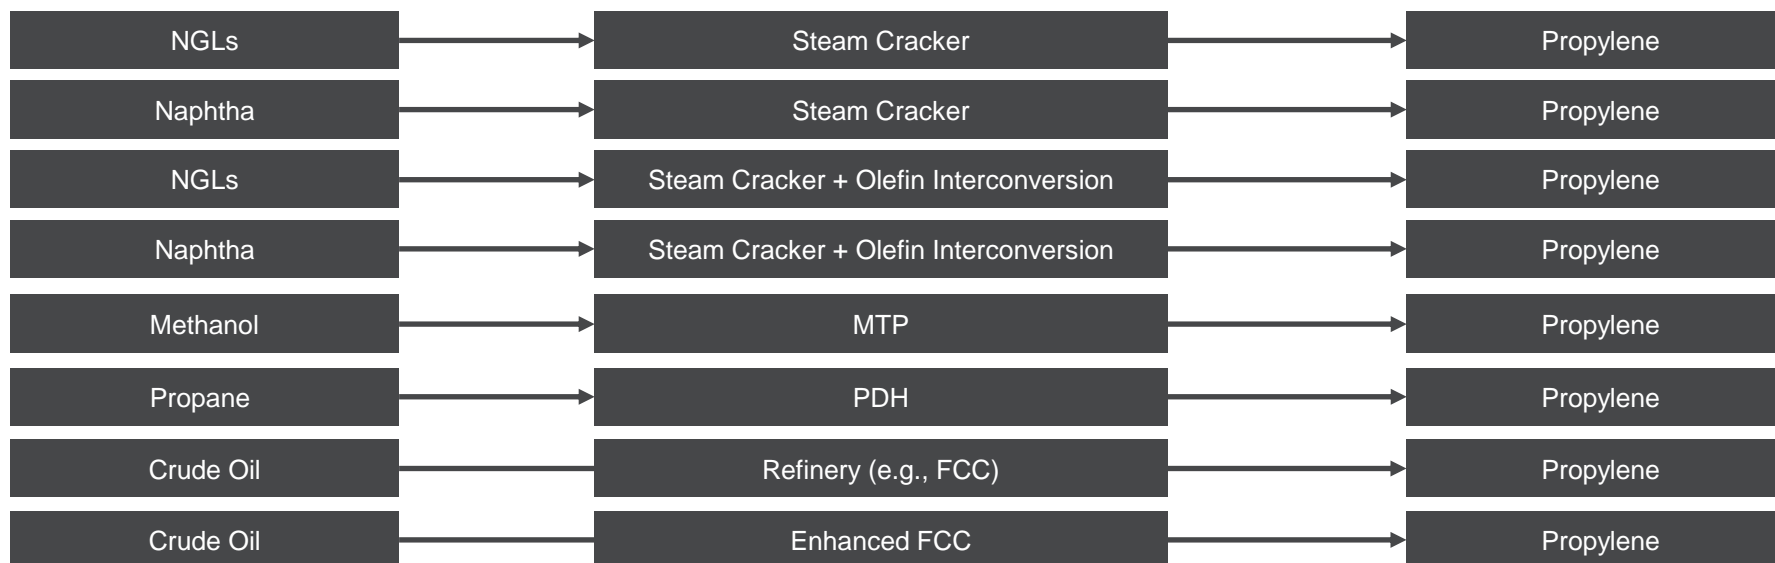 NGLs Steam Cracker Propylene
Naphtha Steam Cracker Propylene
NGLs Steam Cracker + Olefin Interconversion Propylene
Naphtha Steam Cracker + Olefin Interconversion Propylene
Methanol MTP Propylene
Propane PDH Propylene
Crude Oil Refinery (e.g., FCC) Propylene
Crude Oil Enhanced FCC Propylene